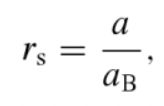 r_s = a / a_B,